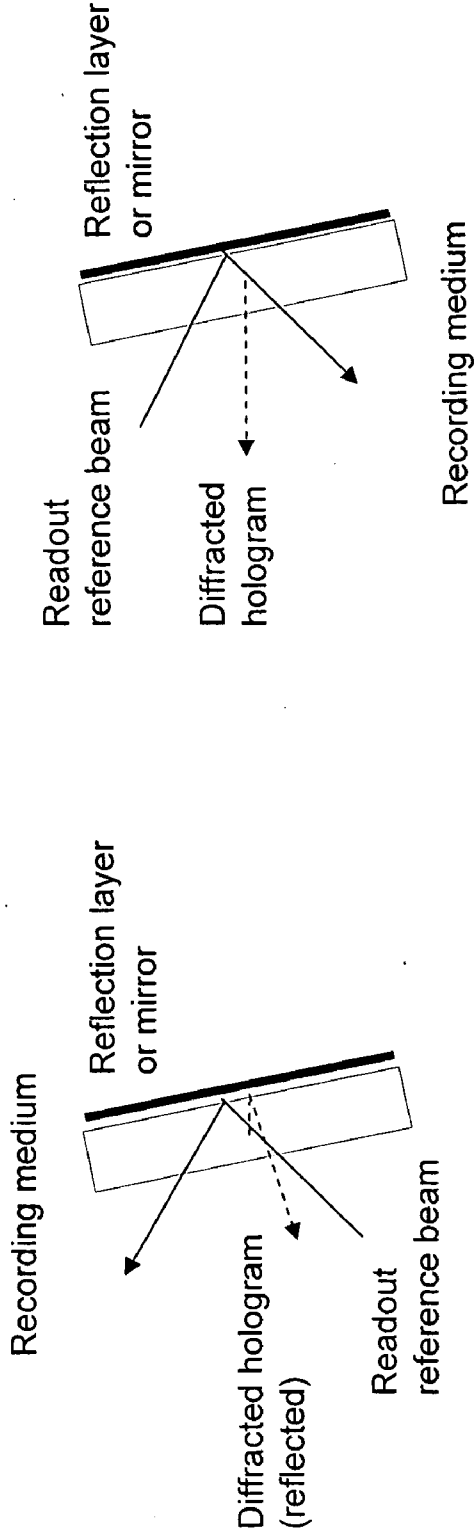 Recording medium
Reflection layer
or mirror
Diffracted hologram
(reflected)
Readout
reference beam
Readout
reference beam
Reflection layer
or mirror
Diffracted
hologram
Recording medium